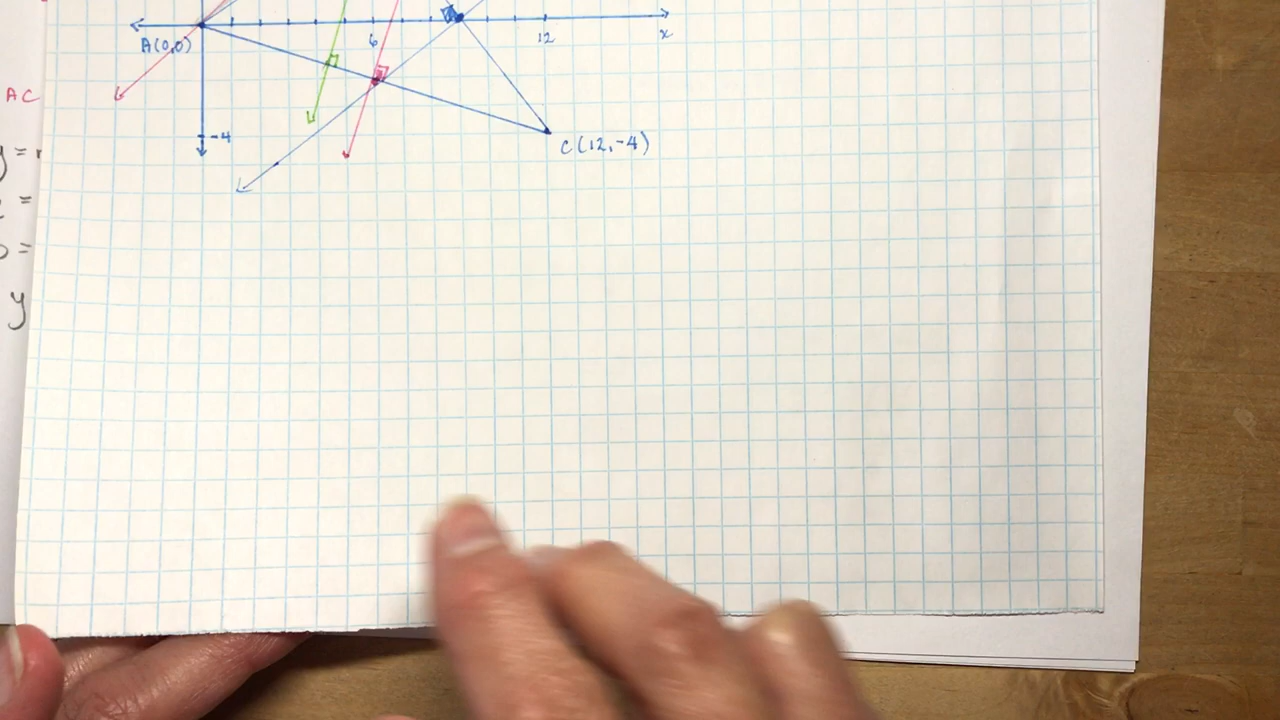 A(0,0)
6
12
x
AC
-4
C(12,-4)
y =
=
=
y